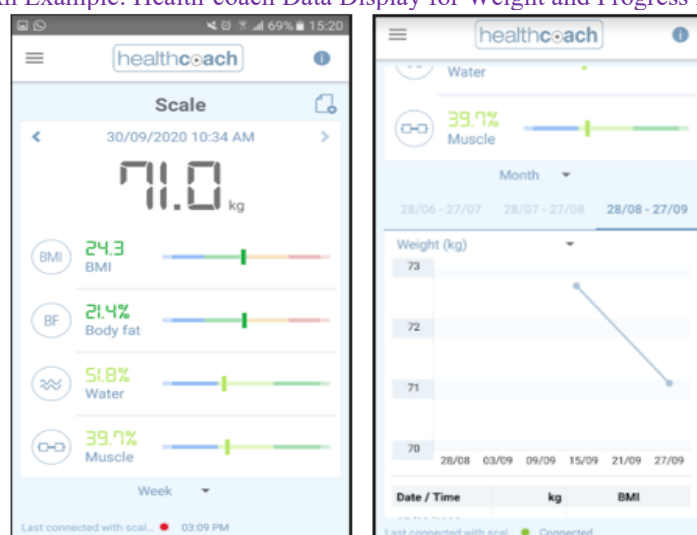 An Example: Health-coach Data Display for Weight and Progress
69% 15:20
healthcoach
Scale
30/09/2020 10:34 AM
71.0 kg
BMI
24.3
BMI
BF
21.4%
Body fat
51.8%
Water
39.7%
Muscle
Week
Last connected with scal... 03:09 PM
healthcoach
Water
39.7%
Muscle
Month
28/06 - 27/07 28/07 - 27/08 28/08 - 27/09
Weight (kg)
73
72
71
70
28/08 03/09 09/09 15/09 21/09 27/09
Date / Time kg BMI
Last connected with scal... Connected